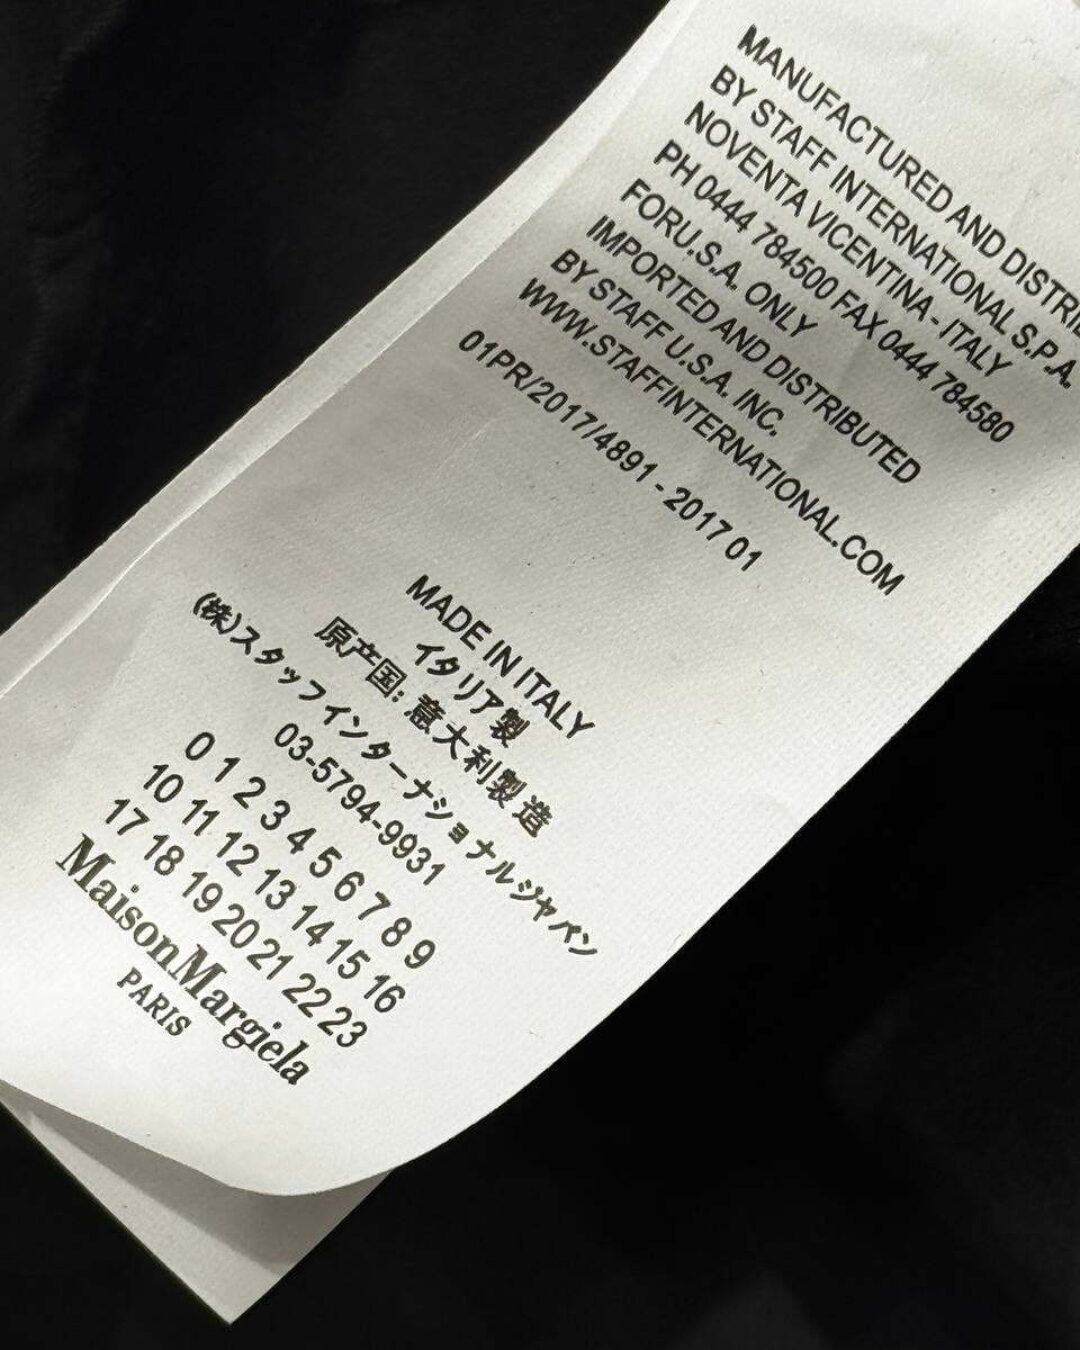 MANUFACTURED AND DISTRI
BY STAFF INTERNATIONAL S.P.A.
NOVENTA VICENTINA - ITALY
PH 0444 784500 FAX 0444 784580
FOR U.S.A. ONLY
IMPORTED AND DISTRIBUTED
BY STAFF U.S.A. INC.
WWW.STAFFINTERNATIONAL.COM
01PR/2017/4891 - 2017 01
MADE IN ITALY
イタリア製
原产国: 意大利製造
(株)スタッフインターナショナルジャパン
03-5794-9931
0 1 2 3 4 5 6 7 8 9
10 11 12 13 14 15 16
17 18 19 20 21 22 23
Maison Margiela
PARIS